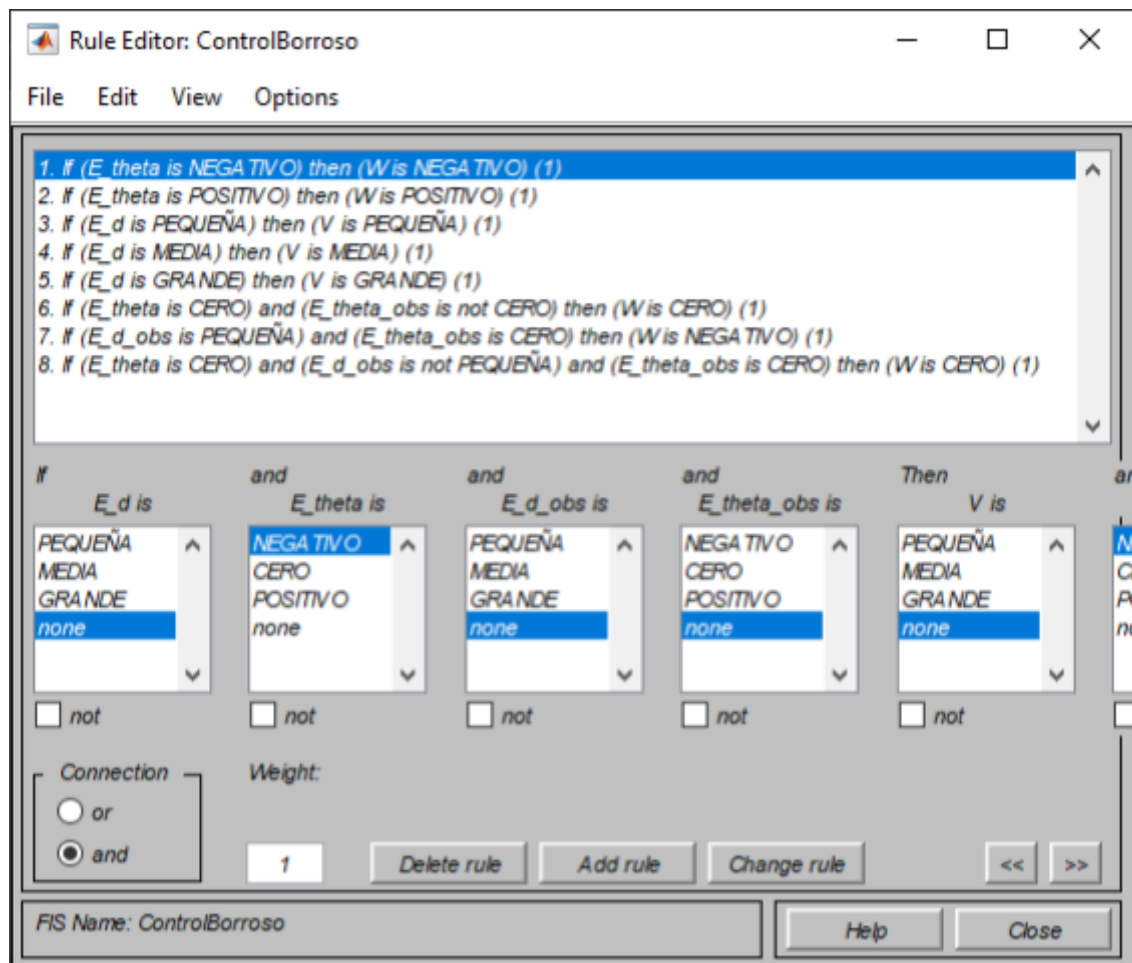 Rule Editor: ControlBorroso
File Edit View Options
1. If (E_theta is NEGATIVO) then (W is NEGATIVO) (1)
2. If (E_theta is POSITIVO) then (W is POSITIVO) (1)
3. If (E_d is PEQUEÑA) then (V is PEQUEÑA) (1)
4. If (E_d is MEDIA) then (V is MEDIA) (1)
5. If (E_d is GRANDE) then (V is GRANDE) (1)
6. If (E_theta is CERO) and (E_theta_obs is not CERO) then (W is CERO) (1)
7. If (E_d_obs is PEQUEÑA) and (E_theta_obs is CERO) then (W is NEGATIVO) (1)
8. If (E_theta is CERO) and (E_d_obs is not PEQUEÑA) and (E_theta_obs is CERO) then (W is CERO) (1)
If and and and Then
E_d is E_theta is E_d_obs is E_theta_obs is V is
PEQUEÑA NEGATIVO PEQUEÑA NEGATIVO PEQUEÑA
MEDIA CERO MEDIA CERO MEDIA
GRANDE POSITIVO GRANDE POSITIVO GRANDE
none none none none none
not not not not not
Connection Weight:
or
and 1 Delete rule Add rule Change rule << >>
FIS Name: ControlBorroso Help Close